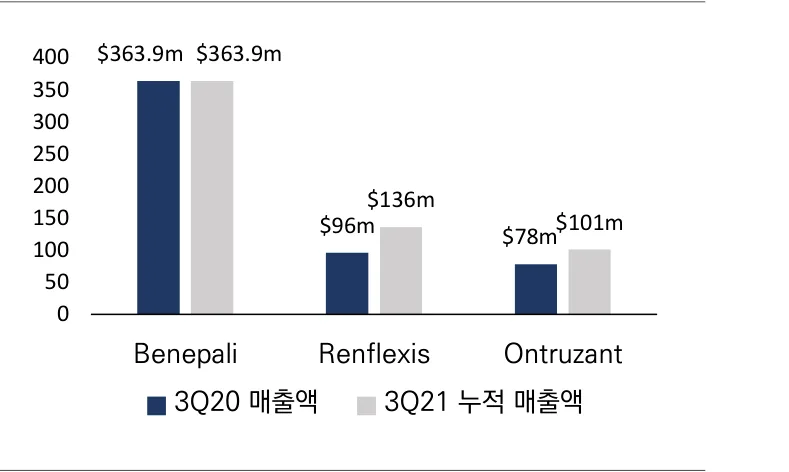 400
350
300
250
200
150
100
50
0
$363.9m $363.9m
$96m $136m
$78m $101m
Benepali Renflexis Ontruzant
3Q20 매출액 3Q21 누적 매출액